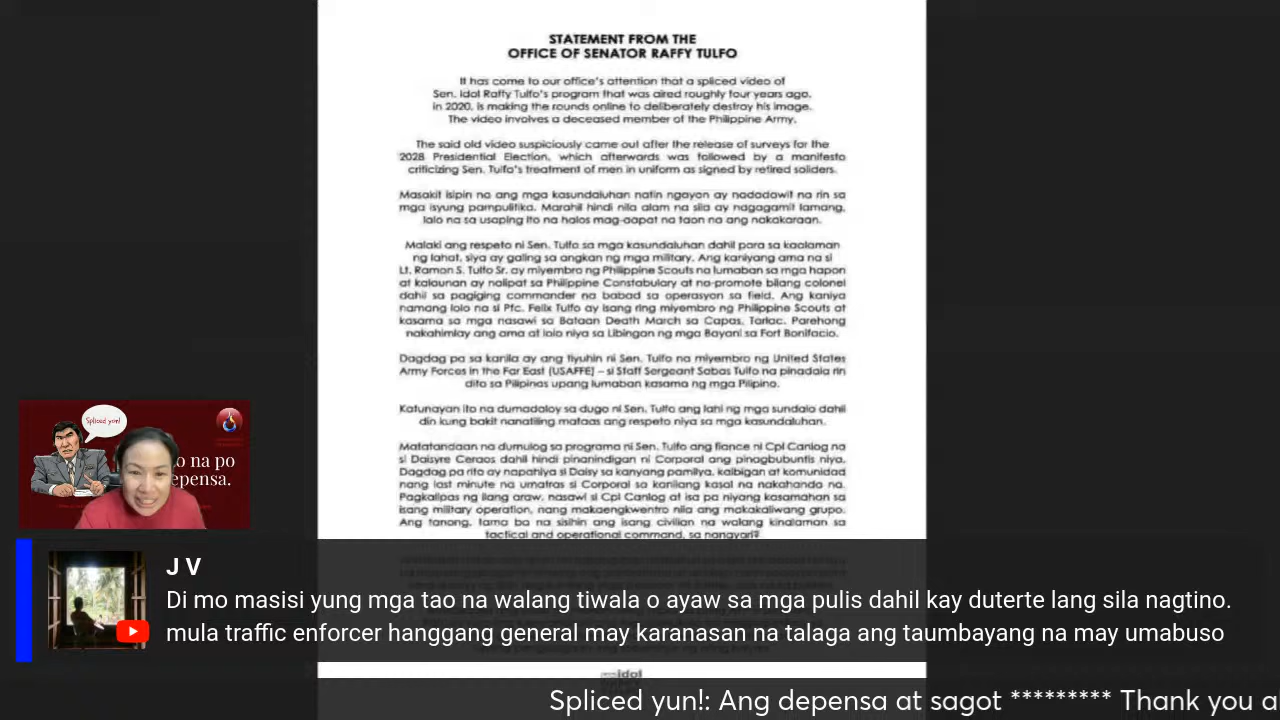 STATEMENT FROM THE
OFFICE OF SENATOR RAFFY TULFO
It has come to our office's attention that a spliced video of
Sen. Idol Raffy Tulfo's program that was aired roughly four years ago,
in 2020, is making the rounds online to deliberately destroy his image.
The video involves a deceased member of the Philippine Army.
The said old video suspiciously came out after the release of surveys for the
2028 Presidential Election, which afterwards was followed by a manifesto
criticizing Sen. Tulfo's treatment of men in uniform as signed by retired soliders.
Masakit isipin na ang mga kasundaluhan natin ngayon ay nadadawit na rin sa
mga isyung pampulitika. Marahil hindi nila alam na sila ay nagagamit lamang,
lalo na sa usaping ito na halos mag-aapat na taon na ang nakakaraan.
Malaki ang respeto ni Sen. Tulfo sa mga kasundaluhan dahil para sa kaalaman
ng lahat, siya ay galing sa angkan ng mga military. Ang kaniyang ama na si
Lt. Ramon S. Tulfo Sr. ay miyembro ng Philippine Scouts na lumaban sa mga hapon
at kalaunan ay nalipat sa Philippine Constabulary at na-promote bilang colonel
dahil sa pagiging commander na babad sa operasyon sa field. Ang kaniya
namang lolo na si Pfc. Felix Tulfo ay isang ring miyembro ng Philippine Scouts at
kasama sa mga nasawi sa Bataan Death March sa Capas, Tarlac. Parehong
nakahimlay ang ama at lolo niya sa Libingan ng mga Bayani sa Fort Bonifacio.
Dagdag pa sa kanila ay ang tiyuhin ni Sen. Tulfo na miyembro ng United States
Army Forces in the Far East (USAFFE) – si Staff Sergeant Sabas Tulfo na pinadala rin
dito sa Pilipinas upang lumaban kasama ng mga Pilipino.
Katunayan ito na dumadaloy sa dugo ni Sen. Tulfo ang lahi ng mga sundalo dahil
din kung bakit nanatiling mataas ang respeto niya sa mga kasundaluhan.
Matatandaan na dumulog sa programa ni Sen. Tulfo ang fiance ni Cpl Canlog na
si Daisyre Ceraos dahil hindi pinanindigan ni Corporal ang pinagbubuntis niya.
Dagdag pa rito ay napahiya si Daisy sa kanyang pamilya, kaibigan at komunidad
nang last minute na umatras si Corporal sa kanilang kasal na nakahanda na.
Pagkalipas ng ilang araw, nasawi si Cpl Canlog at isa pa niyang kasamahan sa
isang military operation, nang makaengkwentro nila ang makakaliwang grupo.
Ang tanong, tama ba na sisihin ang isang civilian na walang kinalaman sa
tactical and operational command, sa nangyari?
Spliced yun!
o na po
epensa.
J V
Di mo masisi yung mga tao na walang tiwala o ayaw sa mga pulis dahil kay duterte lang sila nagtino.
mula traffic enforcer hanggang general may karanasan na talaga ang taumbayang na may umabuso
idol
Spliced yun!: Ang depensa at sagot ********* Thank you a